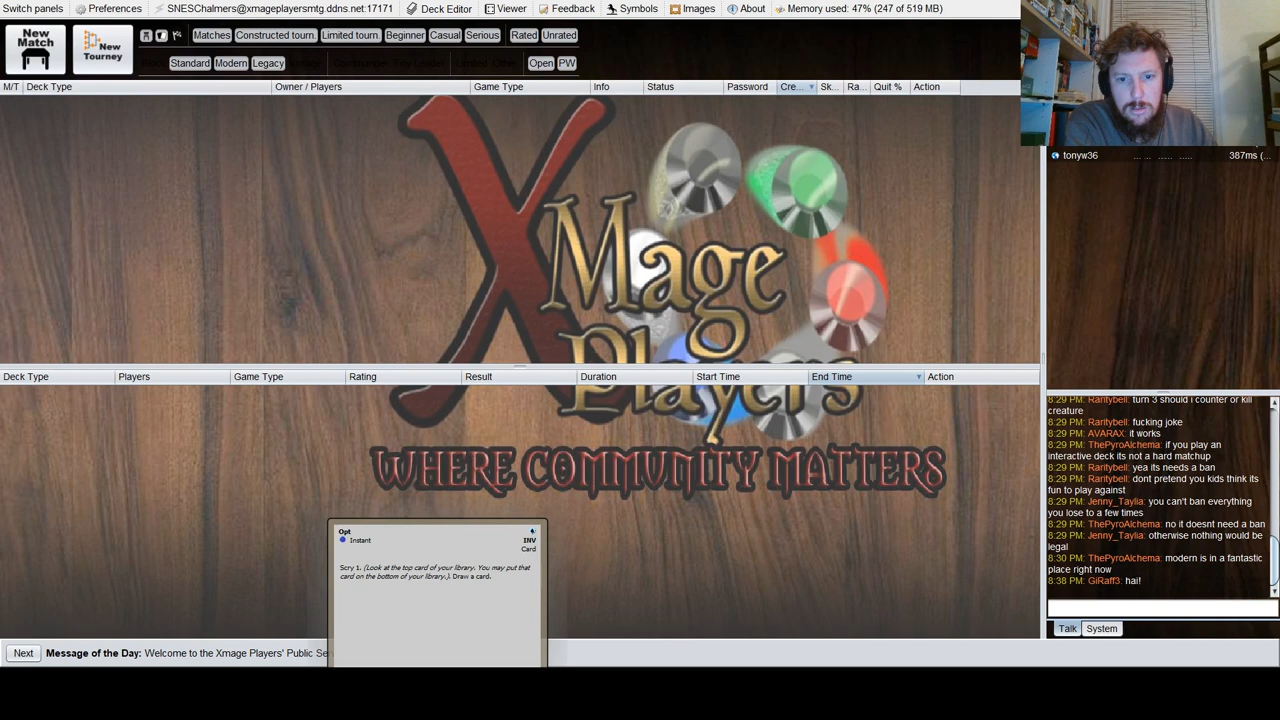 Switch panels Preferences SNESChalmers@xmageplayersmtg.ddns.net:17171 Deck Editor Viewer Feedback Symbols Images About Memory used: 47% (247 of 519 MB)
New Match
New Tourney
Matches Constructed tourn. Limited tourn. Beginner Casual Serious Rated Unrated
Standard Modern Legacy Open PW
M/T Deck Type Owner / Players Game Type Info Status Password Cre... Sk... Ra... Quit % Action
tonyw36 ... ... ..... ..... 387ms (...
XMage
Players
WHERE COMMUNITY MATTERS
Deck Type Players Game Type Rating Result Duration Start Time End Time Action
Opt
Instant INV
Card
Scry 1. (Look at the top card of your library. You may put
that card on the bottom of your library.). Draw a card.
8:29 PM: Raritybell: turn 3 should i counter or kill
creature
8:29 PM: Raritybell: fucking joke
8:29 PM: AVARAX: it works
8:29 PM: ThePyroAlchema: if you play an
interactive deck its not a hard matchup
8:29 PM: Raritybell: yea its needs a ban
8:29 PM: Raritybell: dont pretend you kids think its
fun to play against
8:29 PM: Jenny_Taylia: you can't ban everything
you lose to a few times
8:29 PM: ThePyroAlchema: no it doesnt need a ban
8:29 PM: Jenny_Taylia: otherwise nothing would be
legal
8:30 PM: ThePyroAlchema: modern is in a fantastic
place right now
8:38 PM: GiRaff3: hai!
Talk System
Next Message of the Day: Welcome to the Xmage Players' Public Se